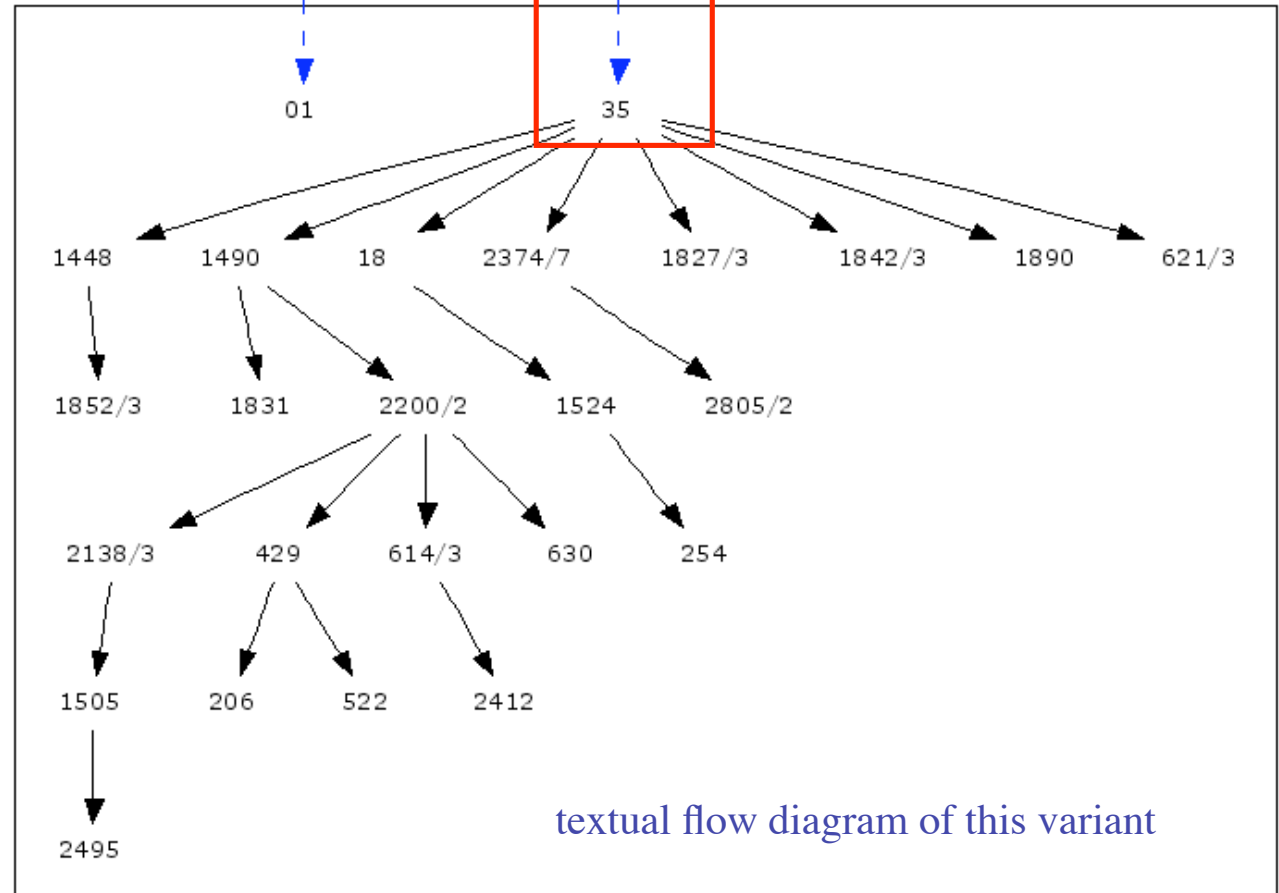 01 35
1448 1490 18 2374/7 1827/3 1842/3 1890 621/3
1852/3 1831 2200/2 1524 2805/2
2138/3 429 614/3 630 254
1505 206 522 2412
textual flow diagram of this variant
2495